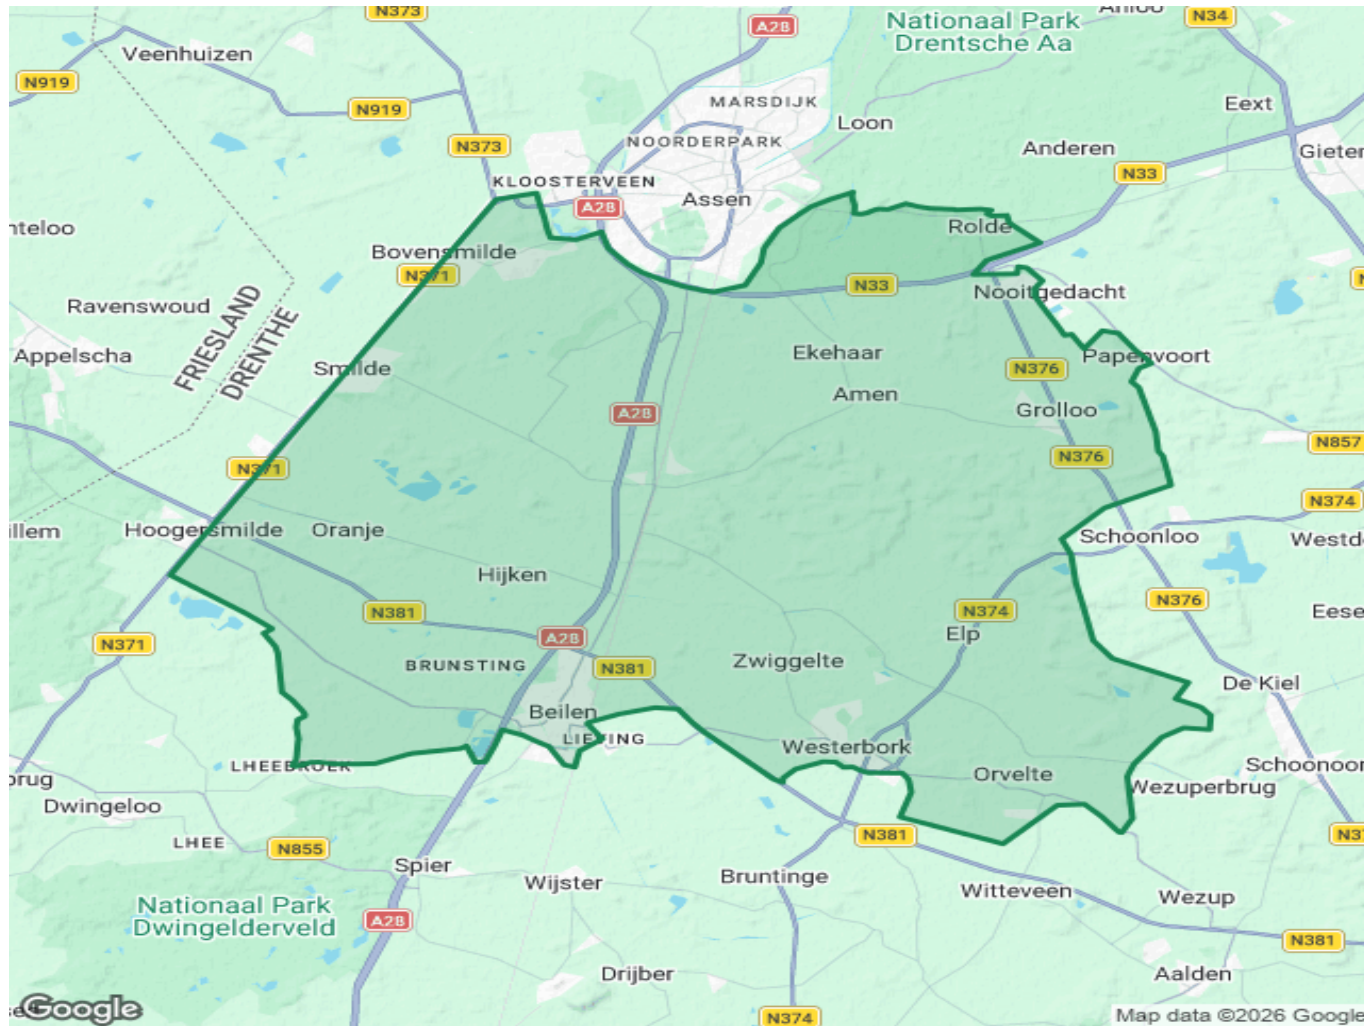 N373
A28
Nationaal Park
Drentsche Aa
N34
Veenhuizen
N919
N919
MARSDIJK
Eext
Loon
NOORDERPARK
N373
Anderen
Gieter
N33
KLOOSTERVEEN
A28
Assen
nteloo
Rolde
Bovensmilde
N371
N33
Nooitgedacht
Ravenswoud
FRIESLAND
DRENTHE
Appelscha
Smilde
Ekehaar
Papenvoort
N376
Amen
Grolloo
A28
N857
N376
N371
N374
illem
Hoogersmilde
Oranje
Schoonloo
Westdo
Hijken
N376
N381
N374
Eese
A28
Elp
N371
BRUNSTING
N381
Zwiggelte
De Kiel
Beilen
LIEVING
Westerbork
LHEEBROEK
Orvelte
Schoonoor
brug
Dwingeloo
Wezuperbrug
LHEE
N855
N381
N37
Spier
Wijster
Bruntinge
Witteveen
Wezup
Nationaal Park
Dwingelderveld
A28
N381
Drijber
Aalden
Google
N374
Map data ©2026 Google